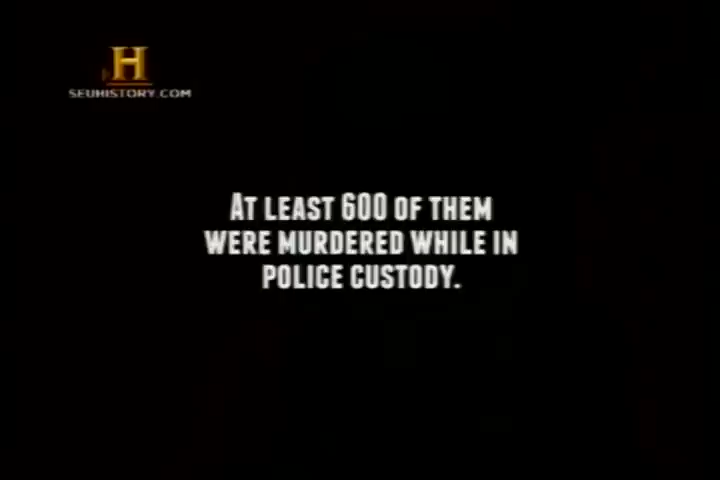 H
SEUHISTORY.COM
AT LEAST 600 OF THEM
WERE MURDERED WHILE IN
POLICE CUSTODY.